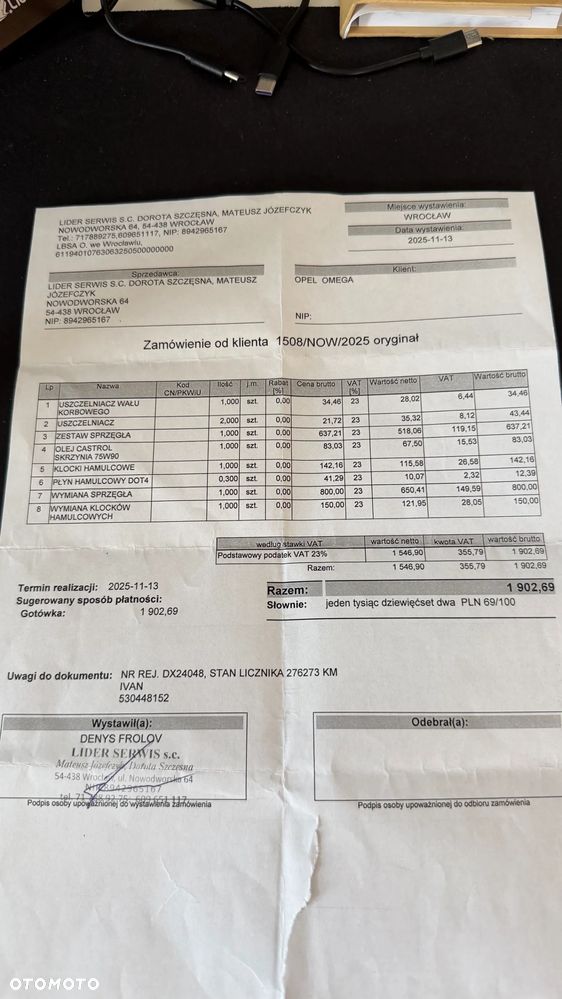 LIDER SERWIS S.C. DOROTA SZCZĘSNA, MATEUSZ JÓZEFCZYK
NOWODWORSKA 64, 54-438 WROCŁAW
Tel.: 717889275,609651117, NIP: 8942965167
LBSA O. we Wrocławiu,
61194010763063250500000000
Miejsce wystawienia:
WROCŁAW
Data wystawienia:
2025-11-13
Sprzedawca:
LIDER SERWIS S.C. DOROTA SZCZĘSNA, MATEUSZ
JÓZEFCZYK
NOWODWORSKA 64
54-438 WROCŁAW
NIP: 8942965167
Klient:
OPEL OMEGA
NIP:
Zamówienie od klienta 1508/NOW/2025 oryginał
Lp Nazwa Kod CN/PKWiU Ilość j.m. Rabat [%] Cena brutto VAT [%] Wartość netto VAT Wartość brutto
1 USZCZELNIACZ WAŁU KORBOWEGO 1,000 szt. 0,00 34,46 23 28,02 6,44 34,46
2 USZCZELNIACZ 2,000 szt. 0,00 21,72 23 35,32 8,12 43,44
3 ZESTAW SPRZĘGŁA 1,000 szt. 0,00 637,21 23 518,06 119,15 637,21
4 OLEJ CASTROL SKRZYNIA 75W90 1,000 szt. 0,00 83,03 23 67,50 15,53 83,03
5 KLOCKI HAMULCOWE 1,000 szt. 0,00 142,16 23 115,58 26,58 142,16
6 PŁYN HAMULCOWY DOT4 0,300 szt. 0,00 41,29 23 10,07 2,32 12,39
7 WYMIANA SPRZĘGŁA 1,000 szt. 0,00 800,00 23 650,41 149,59 800,00
8 WYMIANA KLOCKÓW HAMULCOWYCH 1,000 szt. 0,00 150,00 23 121,95 28,05 150,00
według stawki VAT wartość netto kwota VAT wartość brutto
Podstawowy podatek VAT 23% 1 546,90 355,79 1 902,69
Razem: 1 546,90 355,79 1 902,69
Termin realizacji: 2025-11-13
Sugerowany sposób płatności:
Gotówka: 1 902,69
Razem: 1 902,69
Słownie: jeden tysiąc dziewięćset dwa PLN 69/100
Uwagi do dokumentu: NR REJ. DX24048, STAN LICZNIKA 276273 KM
IVAN
530448152
Wystawił(a):
DENYS FROLOV
LIDER SERWIS s.c.
Mateusz Józefczyk, Dorota Szczęsna
54-438 Wrocław, ul. Nowodworska 64
NIP 8942965167
tel. 71 788 92 75, 609 651 117
Podpis osoby upoważnionej do wystawienia zamówienia
Odebrał(a):
Podpis osoby upoważnionej do odbioru zamówienia
OTOMOTO